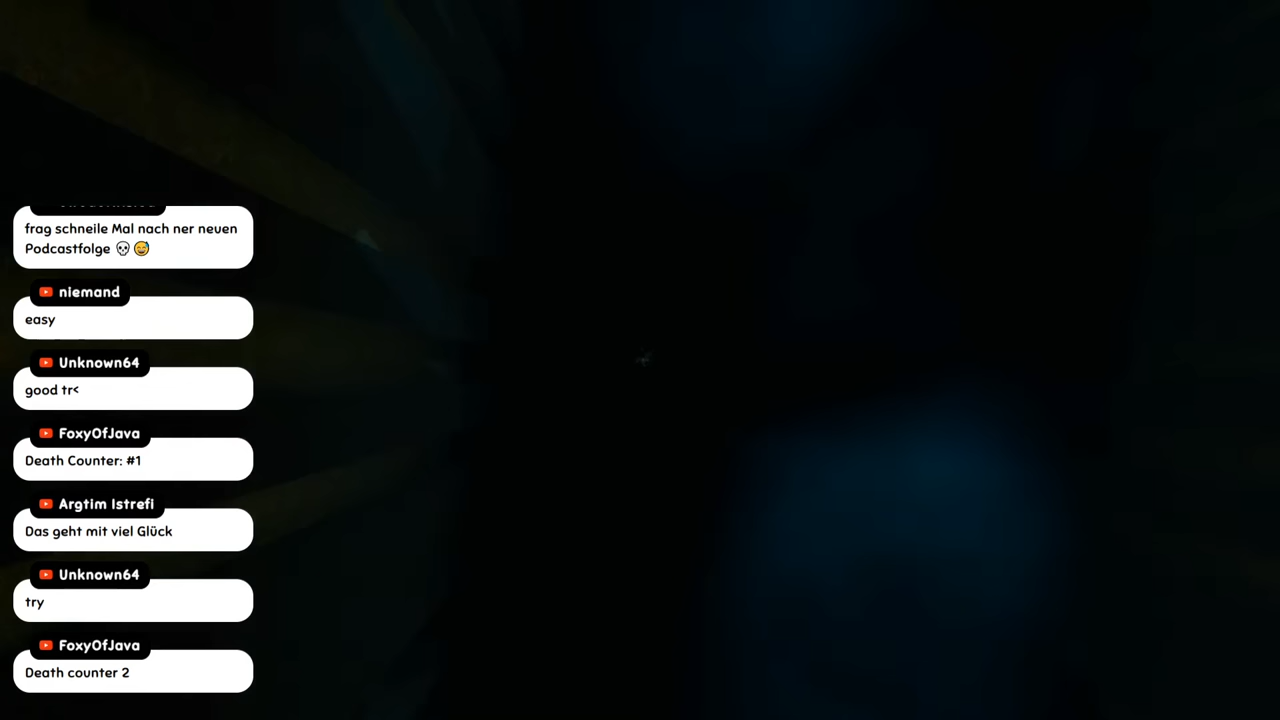 frag schneile Mal nach ner neuen
Podcastfolge 💀😅
niemand
easy
Unknown64
good tr<
FoxyOfJava
Death Counter: #1
Argtim Istrefi
Das geht mit viel Glück
Unknown64
try
FoxyOfJava
Death counter 2